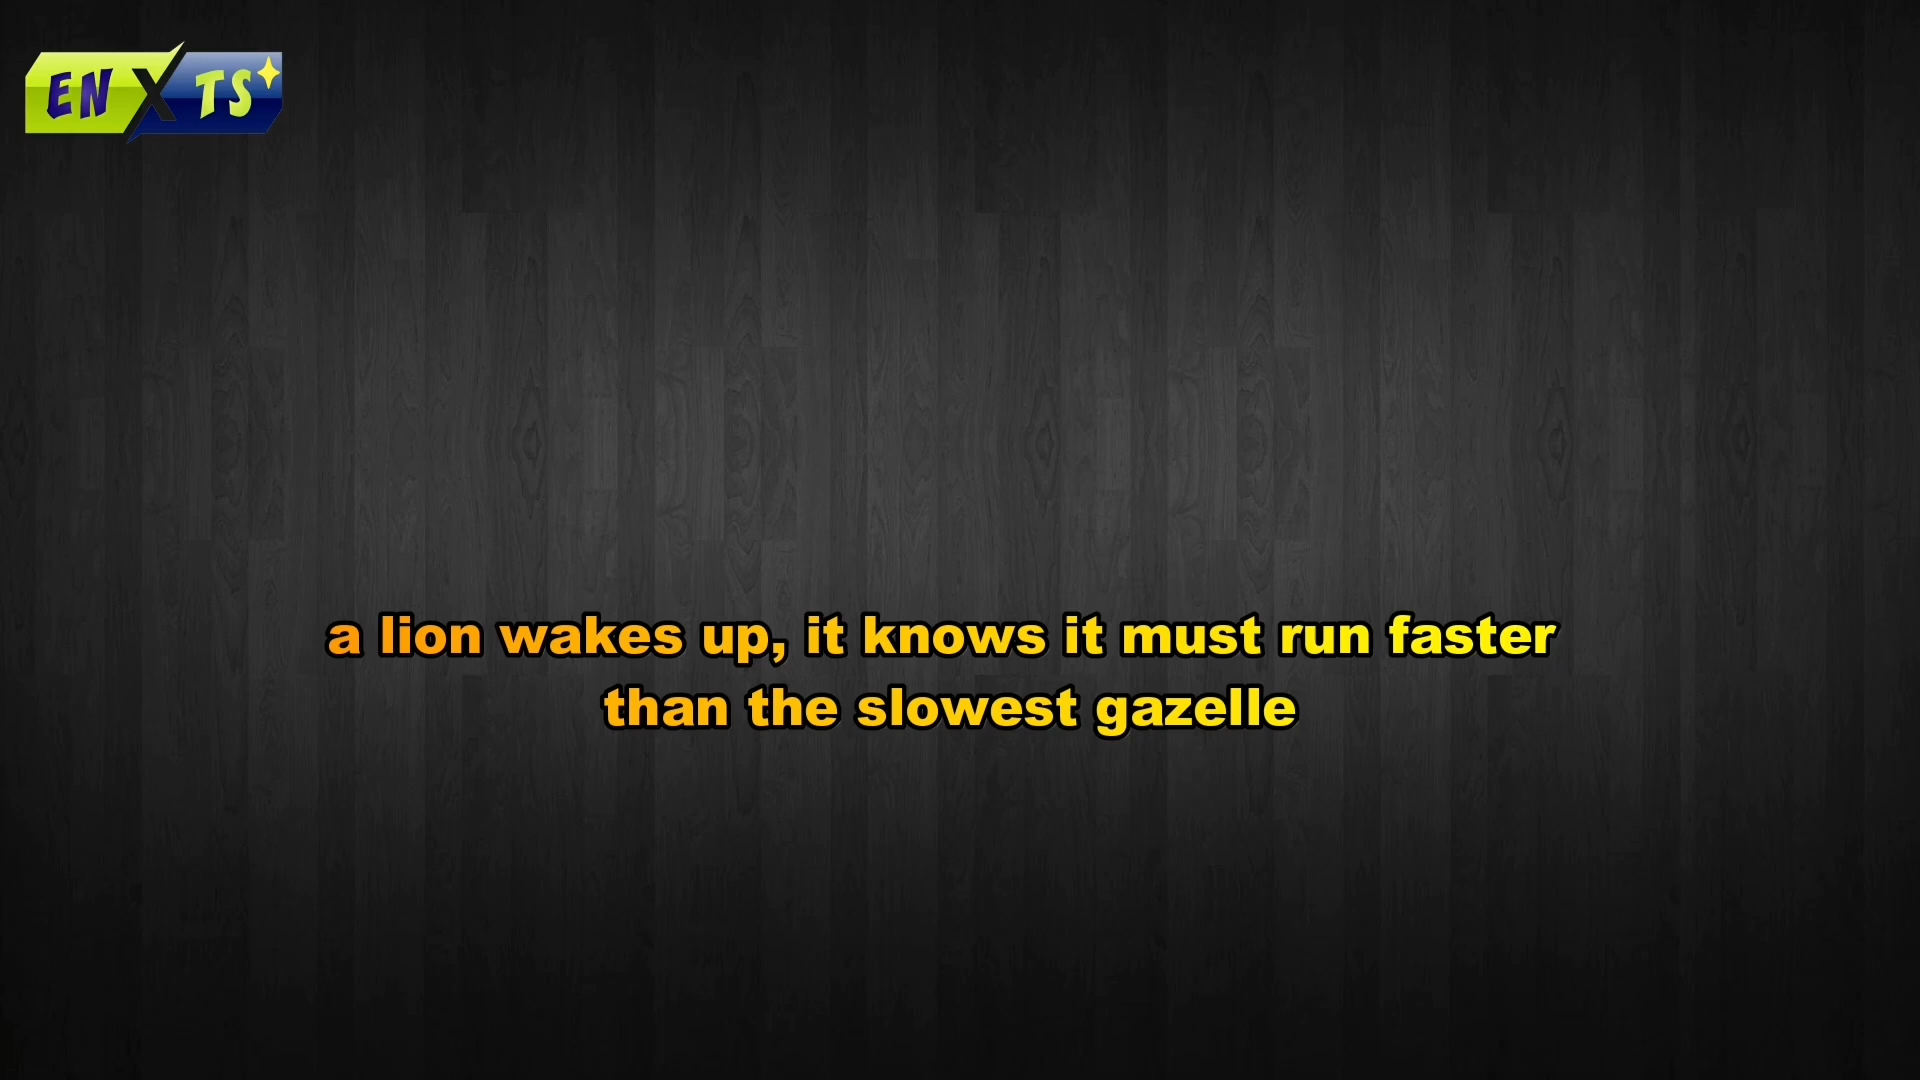 EN X TS
a lion wakes up, it knows it must run faster
than the slowest gazelle